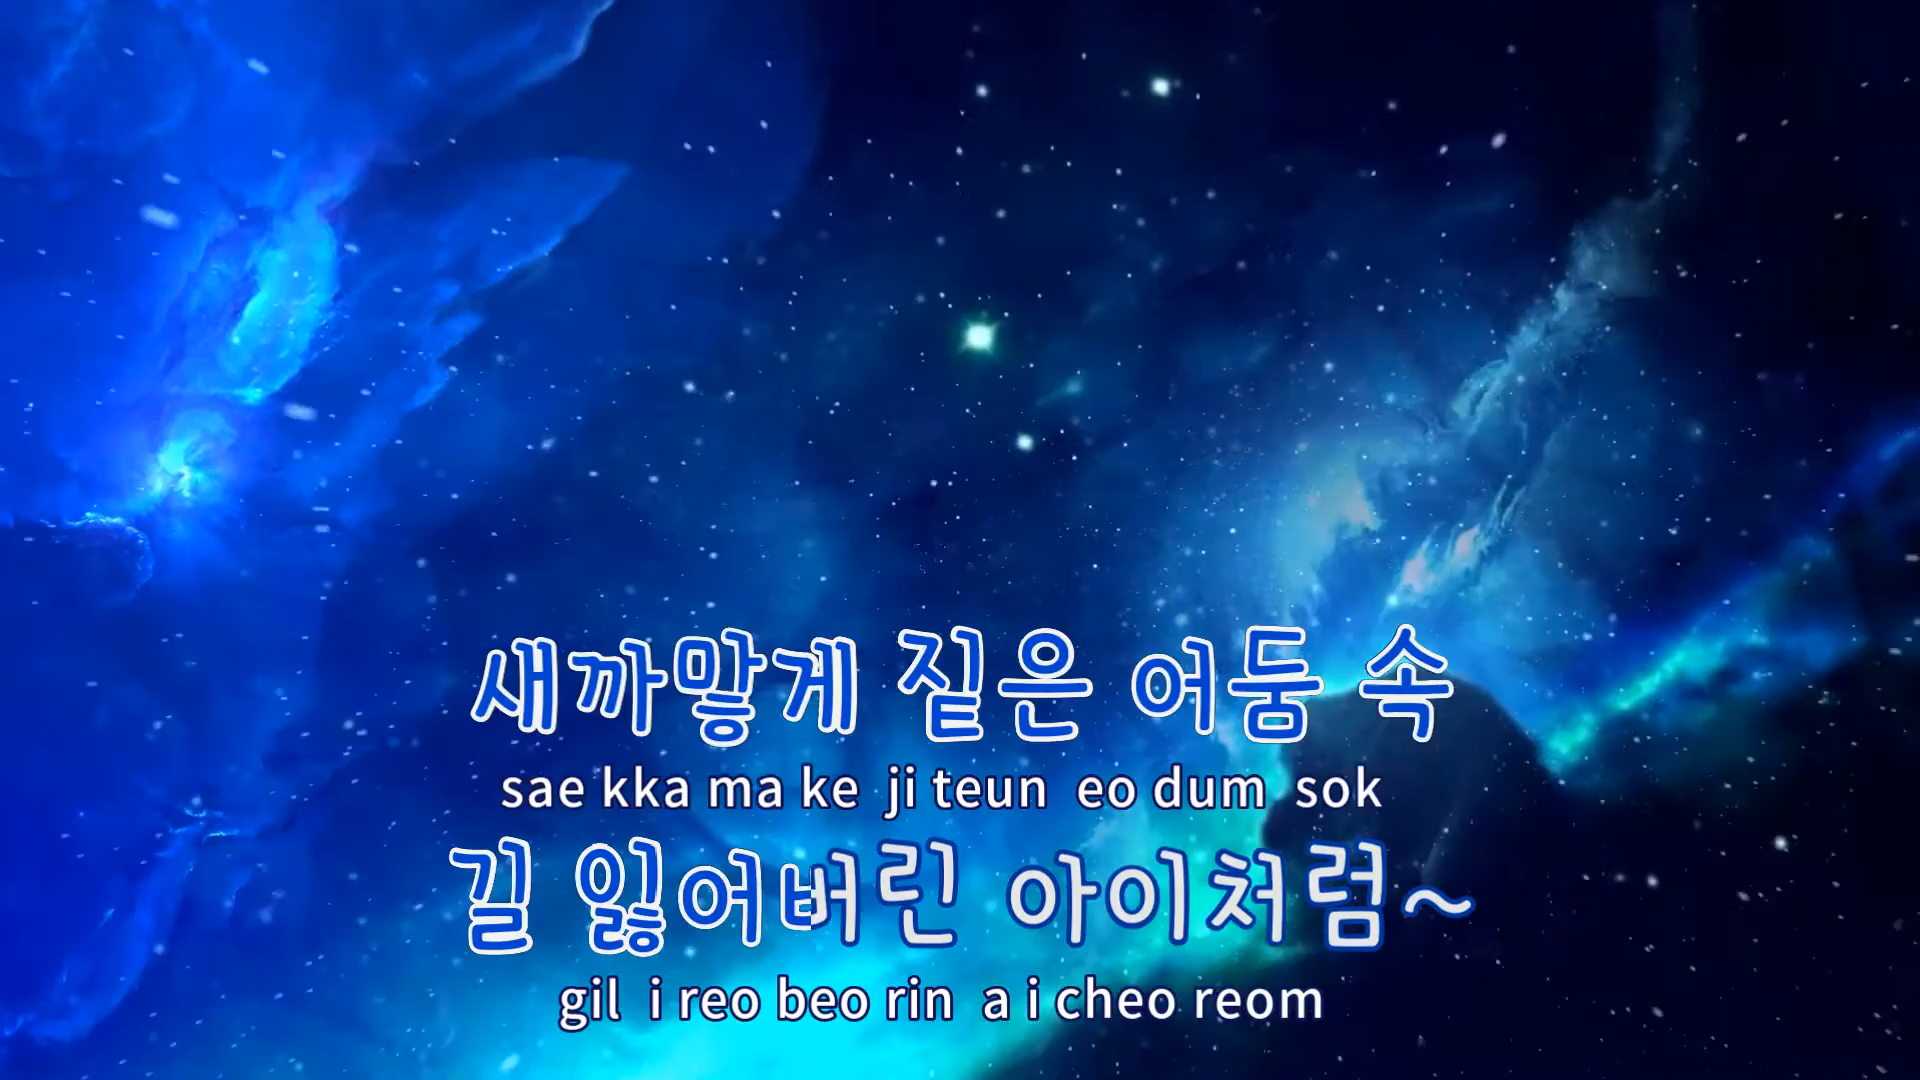 새까맣게 짙은 어둠 속
sae kka ma ke ji teun eo dum sok
길 잃어버린 아이처럼~
gil i reo beo rin a i cheo reom